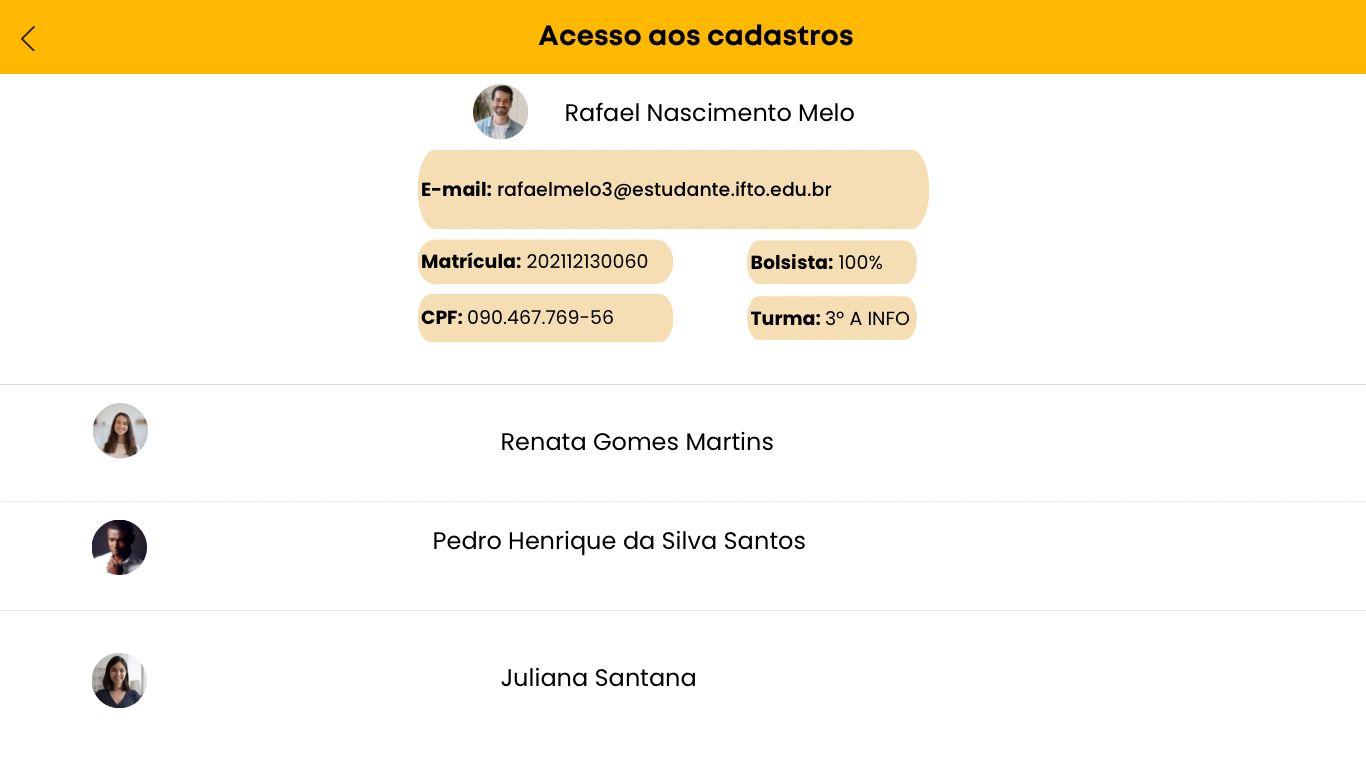 Acesso aos cadastros
Rafael Nascimento Melo
E-mail: rafaelmelo3@estudante.ifto.edu.br
Matrícula: 202112130060
Bolsista: 100%
CPF: 090.467.769-56
Turma: 3º A INFO
Renata Gomes Martins
Pedro Henrique da Silva Santos
Juliana Santana